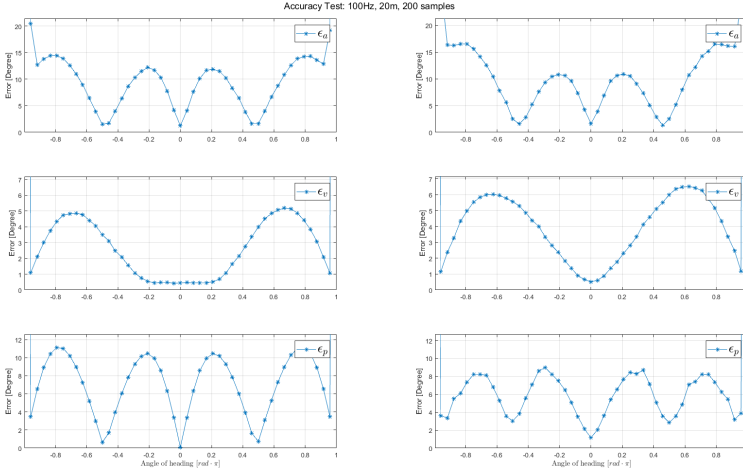 Accuracy Test: 100Hz, 20m, 200 samples
Error [Degree]
20
15
10
5
0
-0.8 -0.6 -0.4 -0.2 0 0.2 0.4 0.6 0.8 1
ϵa
Error [Degree]
20
15
10
5
0
-0.8 -0.6 -0.4 -0.2 0 0.2 0.4 0.6 0.8
ϵa
Error [Degree]
7
6
5
4
3
2
1
0
-0.8 -0.6 -0.4 -0.2 0 0.2 0.4 0.6 0.8 1
ϵv
Error [Degree]
7
6
5
4
3
2
1
0
-0.8 -0.6 -0.4 -0.2 0 0.2 0.4 0.6 0.8
ϵv
Error [Degree]
12
10
8
6
4
2
0
-0.8 -0.6 -0.4 -0.2 0 0.2 0.4 0.6 0.8 1
ϵp
Angle of heading [rad · π]
Error [Degree]
12
10
8
6
4
2
0
-0.8 -0.6 -0.4 -0.2 0 0.2 0.4 0.6 0.8
ϵp
Angle of heading [rad · π]